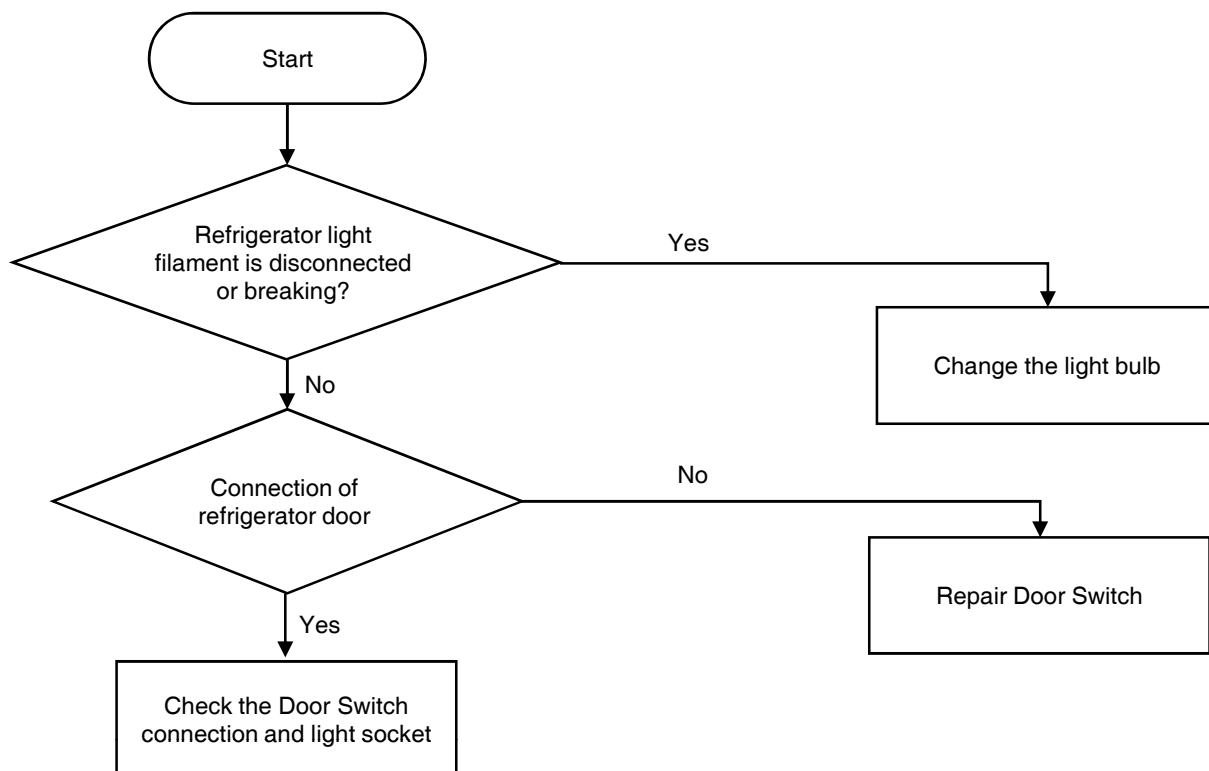 Start
Refrigerator light
filament is disconnected
or breaking?
Yes
Change the light bulb
No
Connection of
refrigerator door
No
Repair Door Switch
Yes
Check the Door Switch
connection and light socket